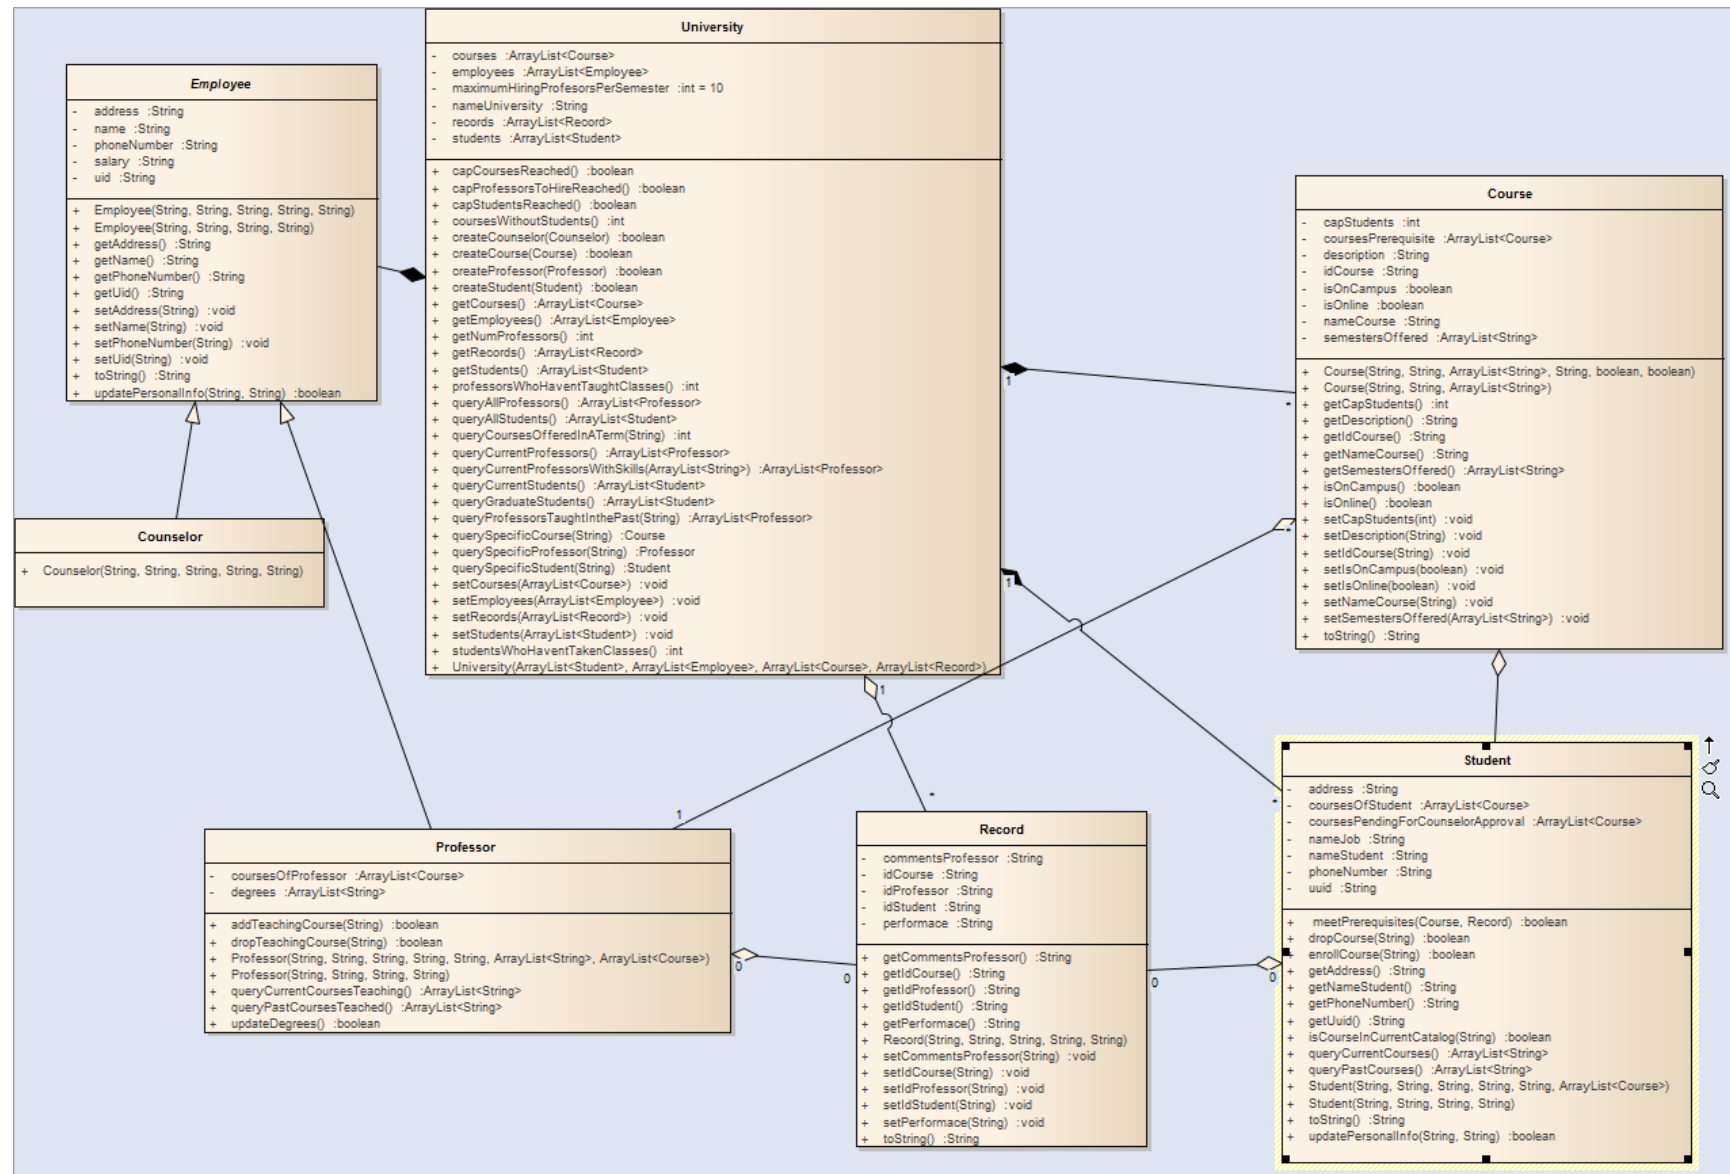 Employee
- address :String
- name :String
- phoneNumber :String
- salary :String
- uid :String
+ Employee(String, String, String, String, String)
+ Employee(String, String, String, String)
+ getAddress() :String
+ getName() :String
+ getPhoneNumber() :String
+ getUid() :String
+ setAddress(String) :void
+ setName(String) :void
+ setPhoneNumber(String) :void
+ setUid(String) :void
+ toString() :String
+ updatePersonalInfo(String, String) :boolean
Counselor
+ Counselor(String, String, String, String, String)
University
- courses :ArrayList<Course>
- employees :ArrayList<Employee>
- maximumHiringProfesorsPerSemester :int = 10
- nameUniversity :String
- records :ArrayList<Record>
- students :ArrayList<Student>
+ capCoursesReached() :boolean
+ capProfessorsToHireReached() :boolean
+ capStudentsReached() :boolean
+ coursesWithoutStudents() :int
+ createCounselor(Counselor) :boolean
+ createCourse(Course) :boolean
+ createProfessor(Professor) :boolean
+ createStudent(Student) :boolean
+ getCourses() :ArrayList<Course>
+ getEmployees() :ArrayList<Employee>
+ getNumProfessors() :int
+ getRecords() :ArrayList<Record>
+ getStudents() :ArrayList<Student>
+ professorsWhoHaventTaughtClasses() :int
+ queryAllProfessors() :ArrayList<Professor>
+ queryAllStudents() :ArrayList<Student>
+ queryCoursesOfferedInATerm(String) :int
+ queryCurrentProfessors() :ArrayList<Professor>
+ queryCurrentProfessorsWithSkills(ArrayList<String>) :ArrayList<Professor>
+ queryCurrentStudents() :ArrayList<Student>
+ queryGraduateStudents() :ArrayList<Student>
+ queryProfessorsTaughtInthePast(String) :ArrayList<Professor>
+ querySpecificCourse(String) :Course
+ querySpecificProfessor(String) :Professor
+ querySpecificStudent(String) :Student
+ setCourses(ArrayList<Course>) :void
+ setEmployees(ArrayList<Employee>) :void
+ setRecords(ArrayList<Record>) :void
+ setStudents(ArrayList<Student>) :void
+ studentsWhoHaventTakenClasses() :int
+ University(ArrayList<Student>, ArrayList<Employee>, ArrayList<Course>, ArrayList<Record>)
1
*
1
*
1
*
*
1
Course
- capStudents :int
- coursesPrerequisite :ArrayList<Course>
- description :String
- idCourse :String
- isOnCampus :boolean
- isOnline :boolean
- nameCourse :String
- semestersOffered :ArrayList<String>
+ Course(String, String, ArrayList<String>, String, boolean, boolean)
+ Course(String, String, ArrayList<String>)
+ getCapStudents() :int
+ getDescription() :String
+ getIdCourse() :String
+ getNameCourse() :String
+ getSemestersOffered() :ArrayList<String>
+ isOnCampus() :boolean
+ isOnline() :boolean
+ setCapStudents(int) :void
+ setDescription(String) :void
+ setIdCourse(String) :void
+ setIsOnCampus(boolean) :void
+ setIsOnline(boolean) :void
+ setNameCourse(String) :void
+ setSemestersOffered(ArrayList<String>) :void
+ toString() :String
Professor
- coursesOfProfessor :ArrayList<Course>
- degrees :ArrayList<String>
+ addTeachingCourse(String) :boolean
+ dropTeachingCourse(String) :boolean
+ Professor(String, String, String, String, String, ArrayList<String>, ArrayList<Course>)
+ Professor(String, String, String, String)
+ queryCurrentCoursesTeaching() :ArrayList<String>
+ queryPastCoursesTeached() :ArrayList<String>
+ updateDegrees() :boolean
0
0
Record
- commentsProfessor :String
- idCourse :String
- idProfessor :String
- idStudent :String
- performace :String
+ getCommentsProfessor() :String
+ getIdCourse() :String
+ getIdProfessor() :String
+ getIdStudent() :String
+ getPerformace() :String
+ Record(String, String, String, String, String)
+ setCommentsProfessor(String) :void
+ setIdCourse(String) :void
+ setIdProfessor(String) :void
+ setIdStudent(String) :void
+ setPerformace(String) :void
+ toString() :String
0
0
Student
- address :String
- coursesOfStudent :ArrayList<Course>
- coursesPendingForCounselorApproval :ArrayList<Course>
- nameJob :String
- nameStudent :String
- phoneNumber :String
- uuid :String
+ meetPrerequisites(Course, Record) :boolean
+ dropCourse(String) :boolean
+ enrollCourse(String) :boolean
+ getAddress() :String
+ getNameStudent() :String
+ getPhoneNumber() :String
+ getUuid() :String
+ isCourseInCurrentCatalog(String) :boolean
+ queryCurrentCourses() :ArrayList<String>
+ queryPastCourses() :ArrayList<String>
+ Student(String, String, String, String, String, ArrayList<Course>)
+ Student(String, String, String, String)
+ toString() :String
+ updatePersonalInfo(String, String) :boolean